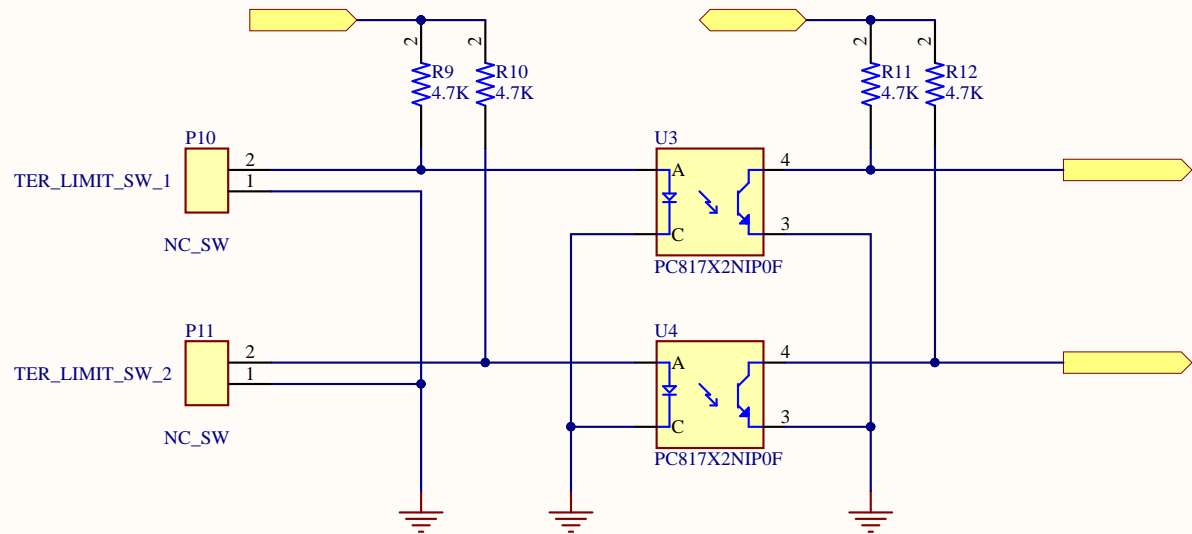 2
2
2
2
R9
4.7K
R10
4.7K
R11
4.7K
R12
4.7K
P10
2
1
TER_LIMIT_SW_1
NC_SW
U3
A
C
4
3
PC817X2NIP0F
P11
2
1
TER_LIMIT_SW_2
NC_SW
U4
A
C
4
3
PC817X2NIP0F